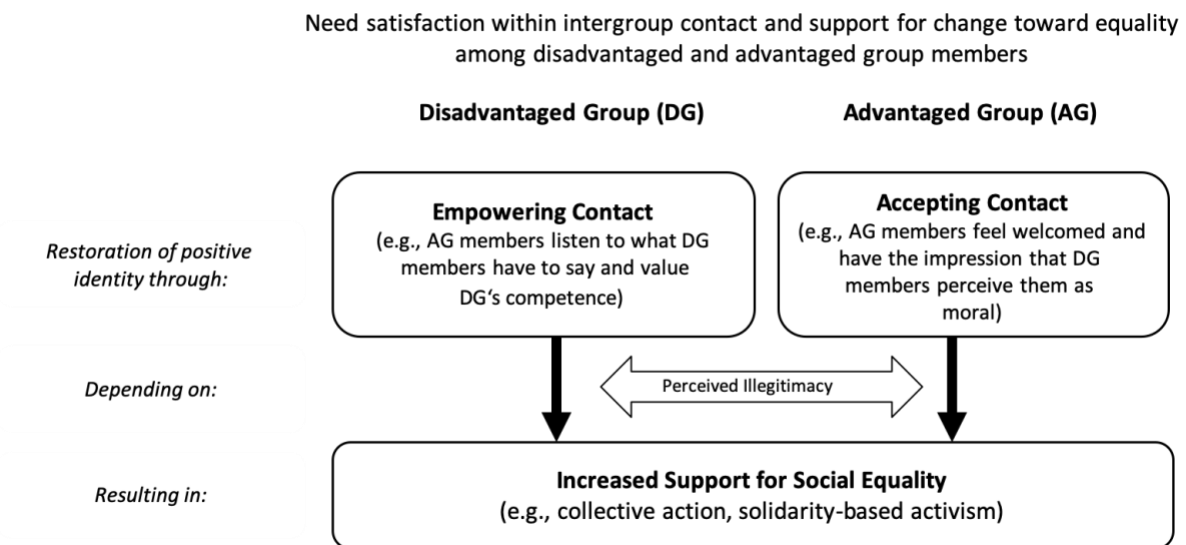 Need satisfaction within intergroup contact and support for change toward equality
among disadvantaged and advantaged group members
Disadvantaged Group (DG)
Advantaged Group (AG)
Restoration of positive
identity through:
Empowering Contact
(e.g., AG members listen to what DG
members have to say and value
DG‘s competence)
Accepting Contact
(e.g., AG members feel welcomed and
have the impression that DG
members perceive them as
moral)
Depending on:
Perceived Illegitimacy
Resulting in:
Increased Support for Social Equality
(e.g., collective action, solidarity-based activism)